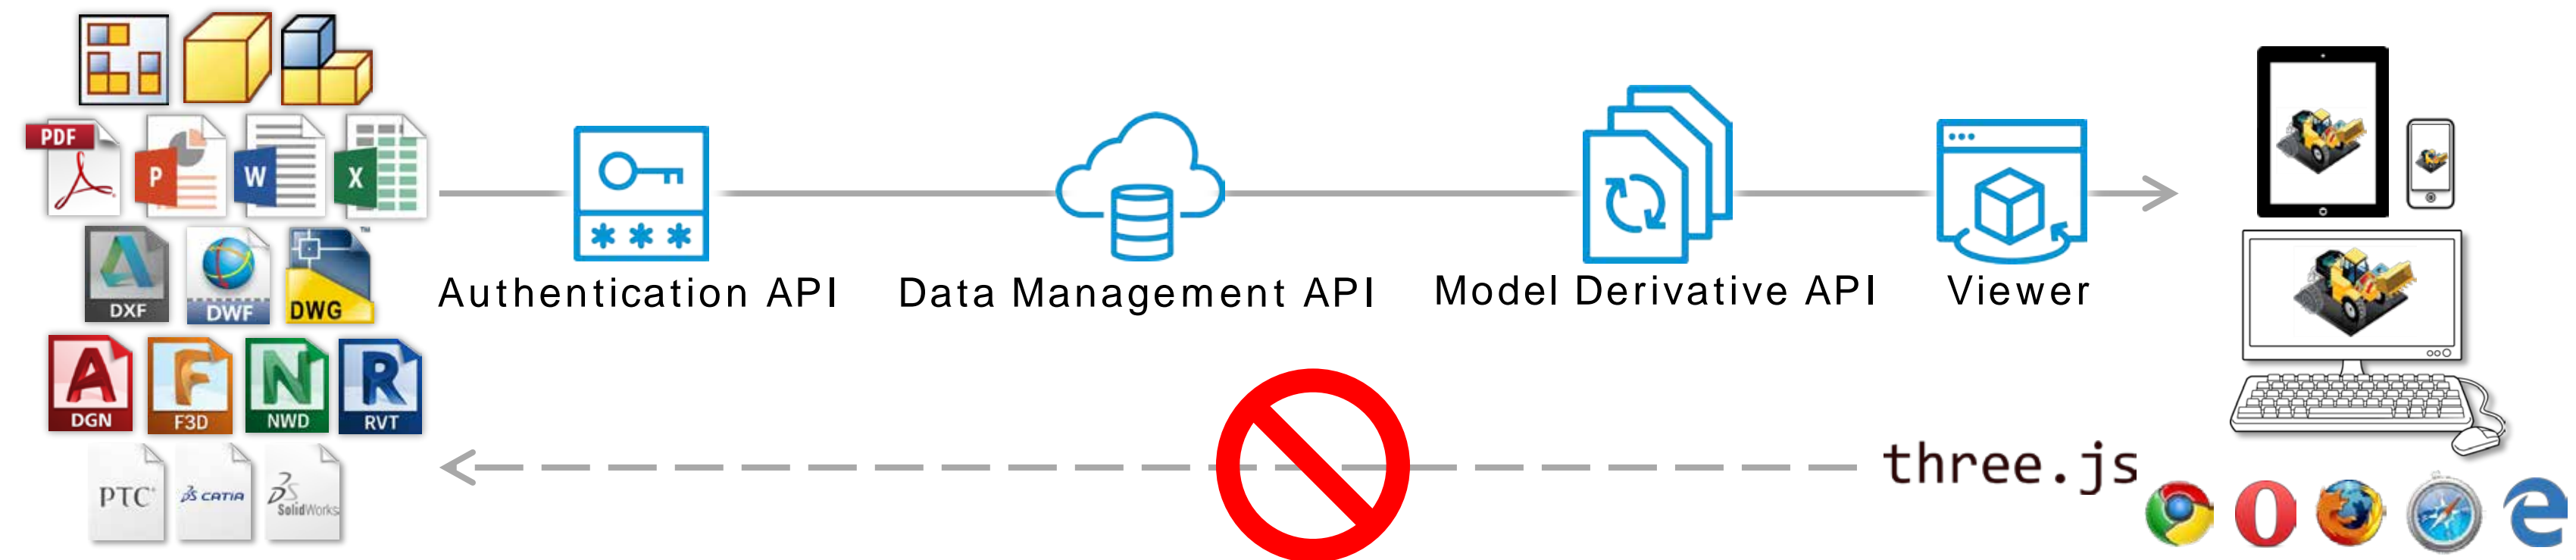 PDF
P W X
DXF DWF DWG
TM
Authentication API Data Management API Model Derivative API Viewer
A F N R
DGN F3D NWD RVT
three.js
PTC CATIA SolidWorks